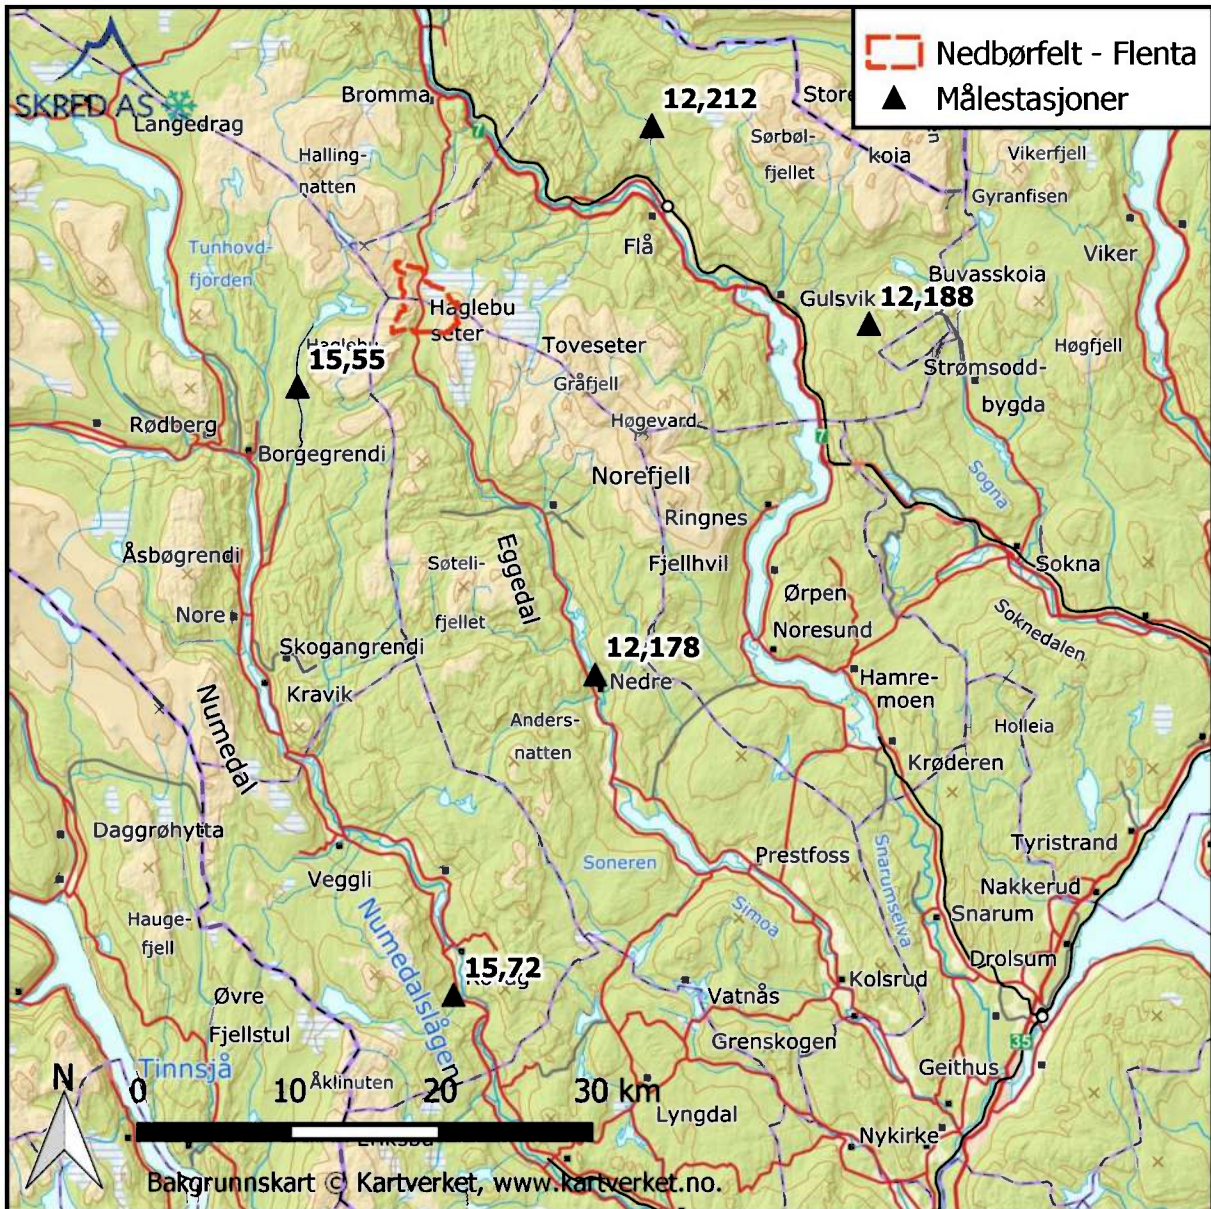 Nedbørfelt - Flenta
Målestasjoner
SKRED AS
Langedrag
Bromma
12,212
Store
Sørbøl-
fjellet
koia
Vikerfjell
Gyranfisen
Halling-
natten
Flå
Viker
Tunhovd-
fjorden
Buvasskoia
Gulsvik
12,188
Haglebu
seter
Toveseter
15,55
Gråfjell
Høgfjell
Strømsodd-
bygda
Høgevard
Rødberg
Borgegrendi
Norefjell
Sogna
Ringnes
Åsbøgrendi
Eggedal
Søteli-
fjellet
Fjellhvil
Sokna
Ørpen
Nore
Noresund
Soknedalen
Skogangrendi
12,178
Nedre
Kravik
Hamre-
moen
Numedal
Anders-
natten
Holleia
Krøderen
Daggrøhytta
Soneren
Prestfoss
Tyristrand
Veggli
Snarumselva
Nakkerud
Snarum
Hauge-
fjell
Numedalslågen
Simoa
Drolsum
15,72
Kolsrud
Øvre
Fjellstul
Vatnås
Grenskogen
35
Geithus
Tinnsjå
Åklinuten
N
0 10 20 30 km
Lyngdal
Nykirke
7
7
Bakgrunnskart © Kartverket, www.kartverket.no.